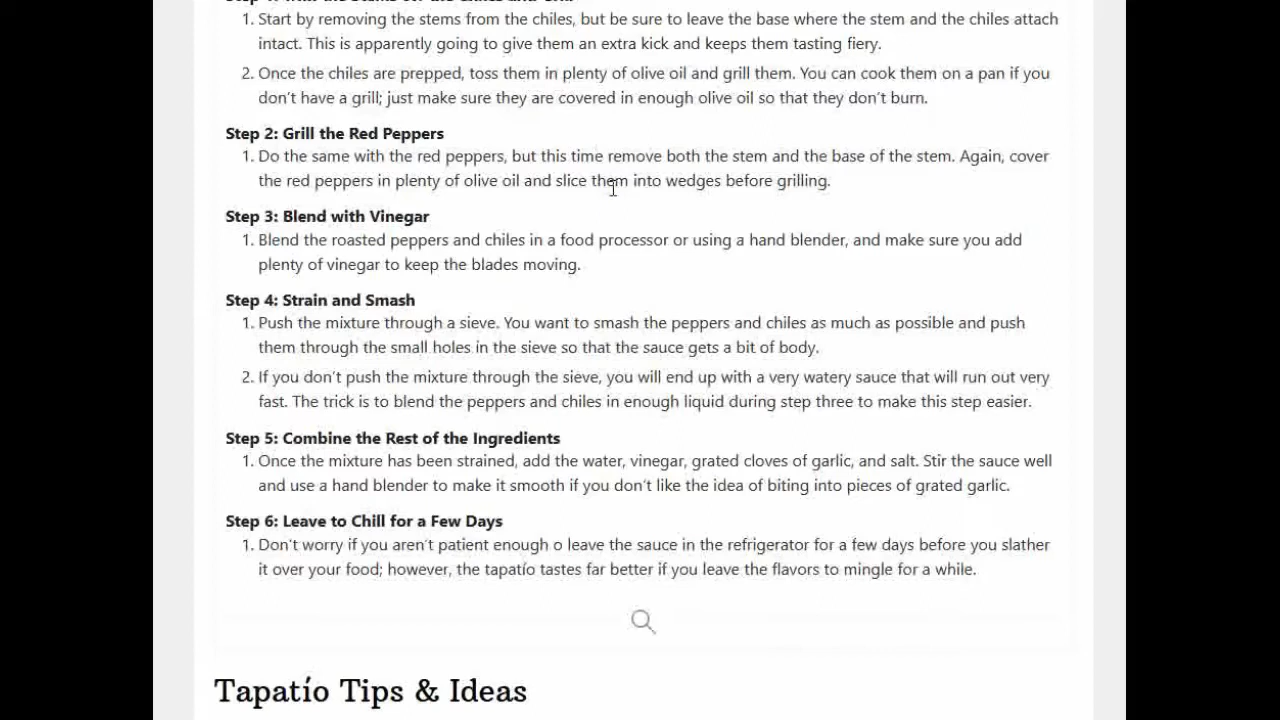 1. Start by removing the stems from the chiles, but be sure to leave the base where the stem and the chiles attach
intact. This is apparently going to give them an extra kick and keeps them tasting fiery.
2. Once the chiles are prepped, toss them in plenty of olive oil and grill them. You can cook them on a pan if you
don't have a grill; just make sure they are covered in enough olive oil so that they don't burn.
Step 2: Grill the Red Peppers
1. Do the same with the red peppers, but this time remove both the stem and the base of the stem. Again, cover
the red peppers in plenty of olive oil and slice them into wedges before grilling.
Step 3: Blend with Vinegar
1. Blend the roasted peppers and chiles in a food processor or using a hand blender, and make sure you add
plenty of vinegar to keep the blades moving.
Step 4: Strain and Smash
1. Push the mixture through a sieve. You want to smash the peppers and chiles as much as possible and push
them through the small holes in the sieve so that the sauce gets a bit of body.
2. If you don't push the mixture through the sieve, you will end up with a very watery sauce that will run out very
fast. The trick is to blend the peppers and chiles in enough liquid during step three to make this step easier.
Step 5: Combine the Rest of the Ingredients
1. Once the mixture has been strained, add the water, vinegar, grated cloves of garlic, and salt. Stir the sauce well
and use a hand blender to make it smooth if you don't like the idea of biting into pieces of grated garlic.
Step 6: Leave to Chill for a Few Days
1. Don't worry if you aren't patient enough o leave the sauce in the refrigerator for a few days before you slather
it over your food; however, the tapatío tastes far better if you leave the flavors to mingle for a while.
Tapatío Tips & Ideas